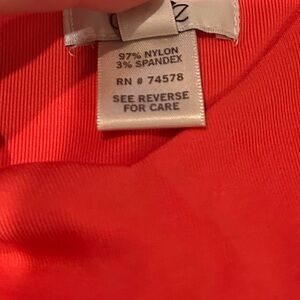 97% NYLON
3% SPANDEX
RN # 74578
SEE REVERSE
FOR CARE